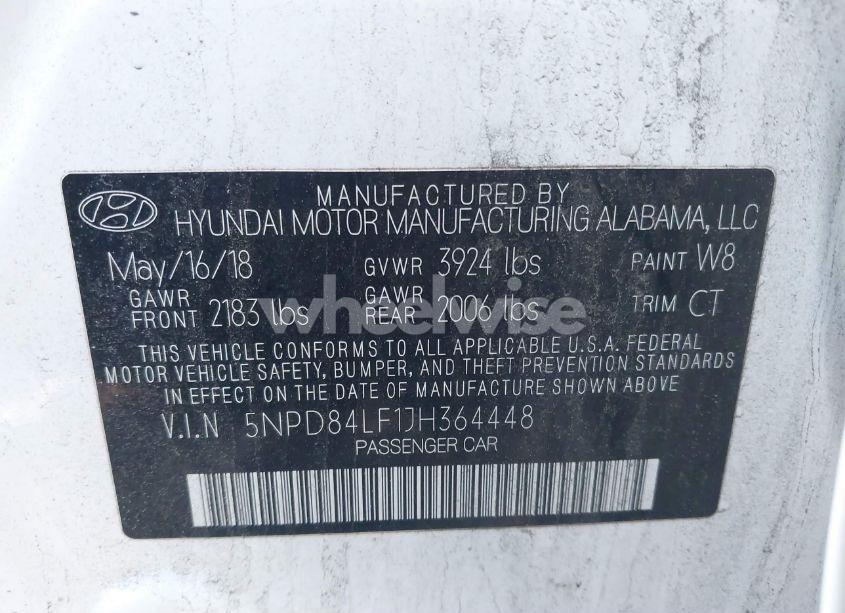 MANUFACTURED BY
HYUNDAI MOTOR MANUFACTURING ALABAMA, LLC
May/16/18 GVWR 3924 lbs PAINT W8
GAWR FRONT 2183 lbs GAWR REAR 2006 lbs TRIM CT
wheelwise
THIS VEHICLE CONFORMS TO ALL APPLICABLE U.S.A. FEDERAL
MOTOR VEHICLE SAFETY, BUMPER, AND THEFT PREVENTION STANDARDS
IN EFFECT ON THE DATE OF MANUFACTURE SHOWN ABOVE
V.I.N 5NPD84LF1JH364448
PASSENGER CAR